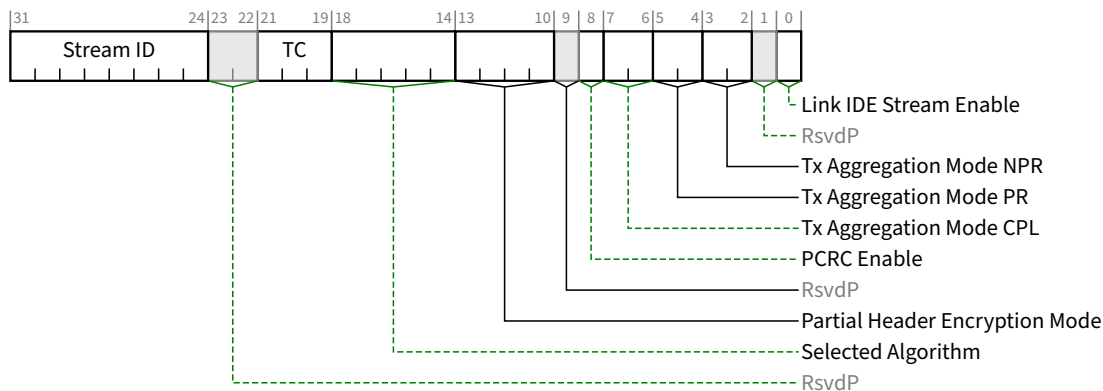 31 24 23 22 21 19 18 14 13 10 9 8 7 6 5 4 3 2 1 0
Stream ID TC
Link IDE Stream Enable
RsvdP
Tx Aggregation Mode NPR
Tx Aggregation Mode PR
Tx Aggregation Mode CPL
PCRC Enable
RsvdP
Partial Header Encryption Mode
Selected Algorithm
RsvdP